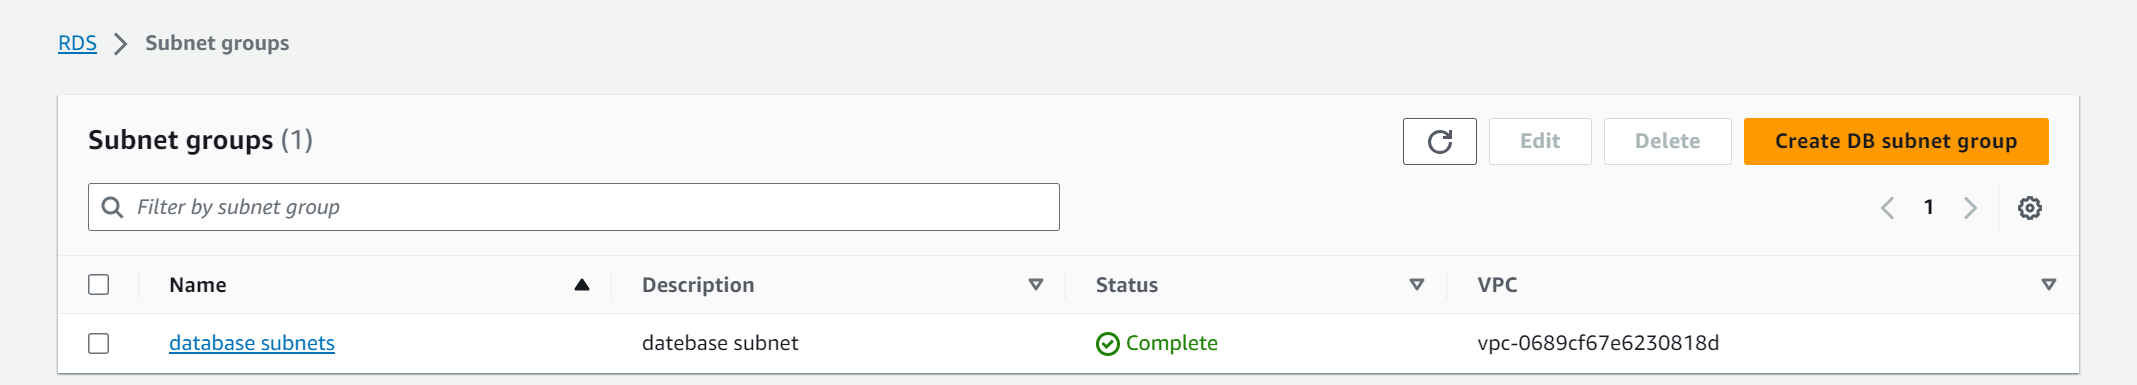 RDS > Subnet groups
Subnet groups (1)
Edit
Delete
Create DB subnet group
Filter by subnet group
1
Name Description Status VPC
database subnets datebase subnet Complete vpc-0689cf67e6230818d